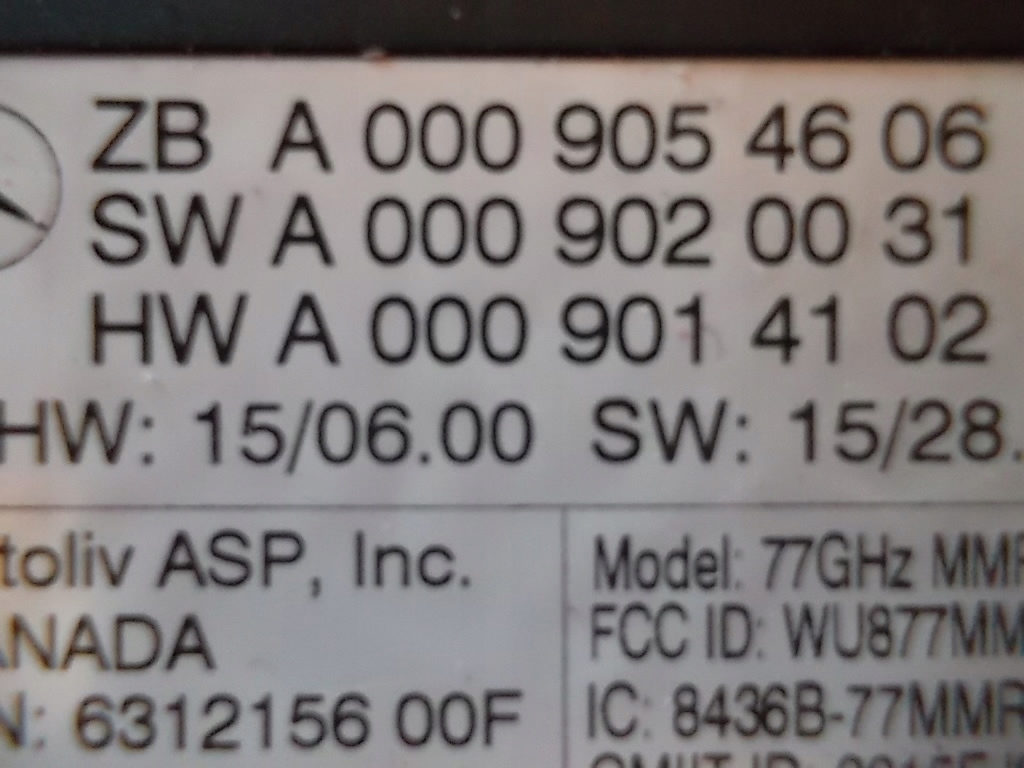 ZB A 000 905 46 06
SW A 000 902 00 31
HW A 000 901 41 02
HW: 15/06.00 SW: 15/28.
toliv ASP, Inc.
NADA
N: 6312156 00F
Model: 77GHz MMR
FCC ID: WU877MM
IC: 8436B-77MMR